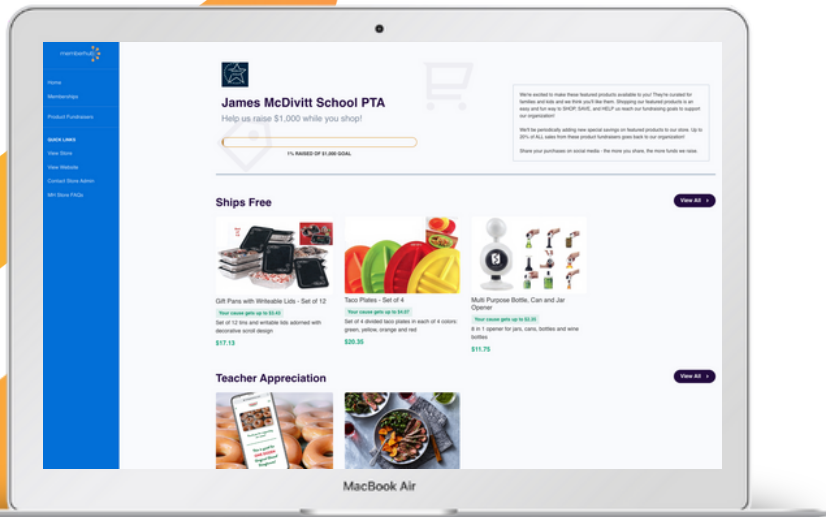 memberhub
Home
Memberships
Product Fundraisers
QUICK LINKS
View Store
View Website
Contact Store Admin
MH Store FAQs
James McDivitt School PTA
Help us raise $1,000 while you shop!
1% RAISED OF $1,000 GOAL
We're excited to make these featured products available to you! They're curated for
families and kids and we think you'll like them. Shopping our featured products is an
easy and fun way to SHOP, SAVE, and HELP us reach our fundraising goals to support
our organization!
We'll be periodically adding new special savings on featured products to our store. Up to
20% of ALL sales from these product fundraisers goes back to our organization!
Share your purchases on social media - the more you share, the more funds we raise.
Ships Free
View All
Gift Pans with Writeable Lids - Set of 12
Your cause gets up to $3.43
Set of 12 tins and writable lids adorned with
decorative scroll design
$17.13
Taco Plates - Set of 4
Your cause gets up to $4.07
Set of 4 divided taco plates in each of 4 colors:
green, yellow, orange and red
$20.35
Multi Purpose Bottle, Can and Jar
Opener
Your cause gets up to $2.35
6 in 1 opener for jars, cans, bottles and wine
bottles
$11.75
Teacher Appreciation
View All
MacBook Air